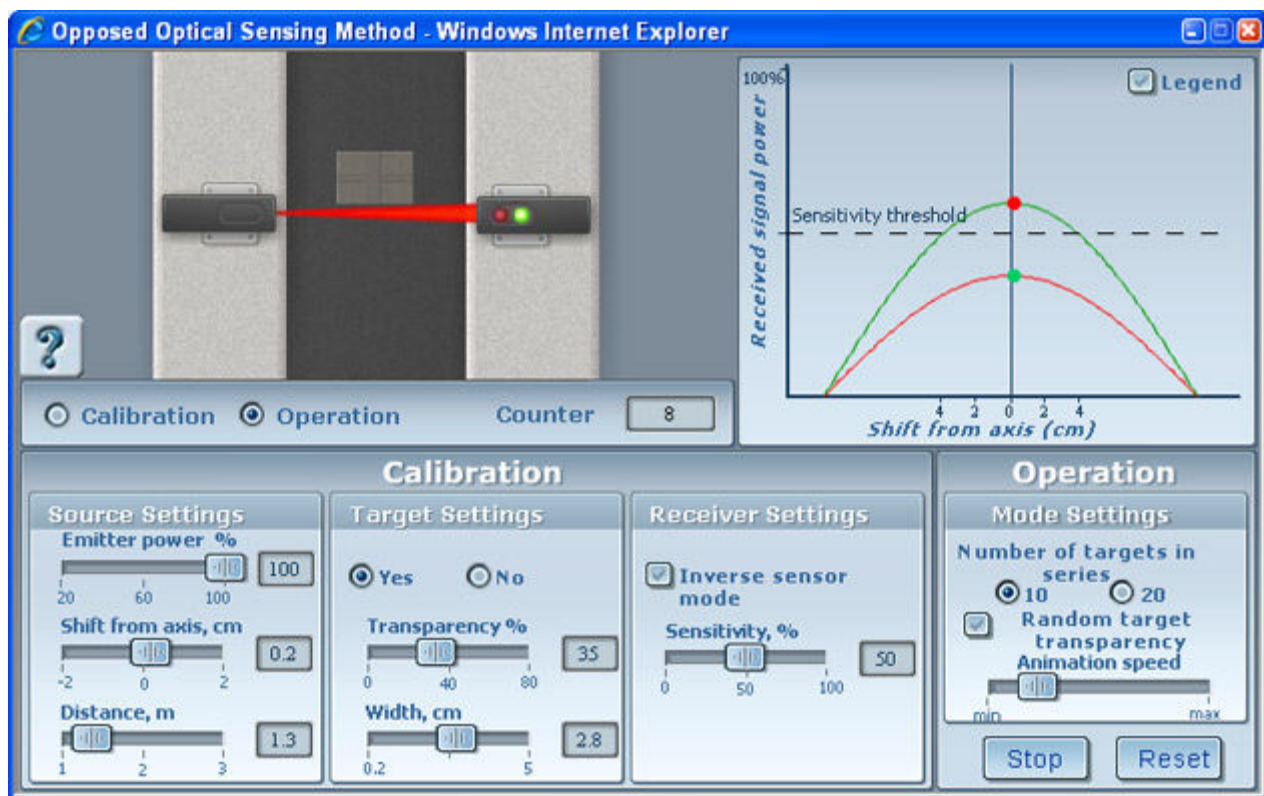 Opposed Optical Sensing Method - Windows Internet Explorer
100%
Legend
Received signal power
Sensitivity threshold
4 2 0 2 4
Shift from axis (cm)
?
Calibration Operation Counter 8
Calibration
Operation
Source Settings
Emitter power %
100
20 60 100
Shift from axis, cm
0.2
-2 0 2
Distance, m
1.3
1 2 3
Target Settings
Yes No
Transparency %
35
0 40 80
Width, cm
2.8
0.2 5
Receiver Settings
Inverse sensor
mode
Sensitivity, %
50
0 50 100
Mode Settings
Number of targets in
series
10 20
Random target
transparency
Animation speed
min max
Stop Reset